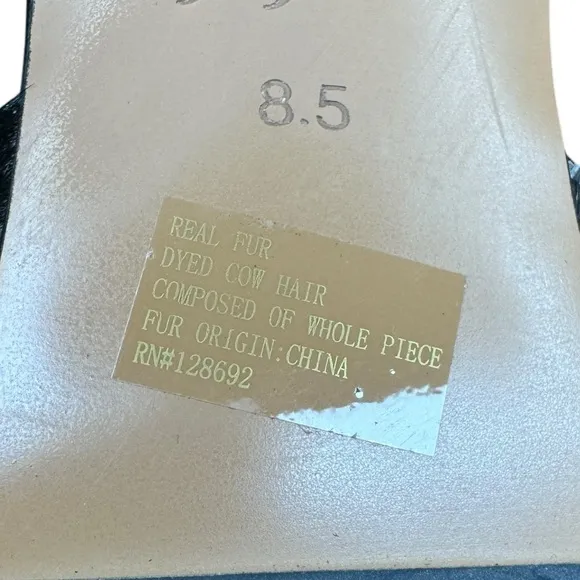 8.5
REAL FUR
DYED COW HAIR
COMPOSED OF WHOLE PIECE
FUR ORIGIN:CHINA
RN#128692